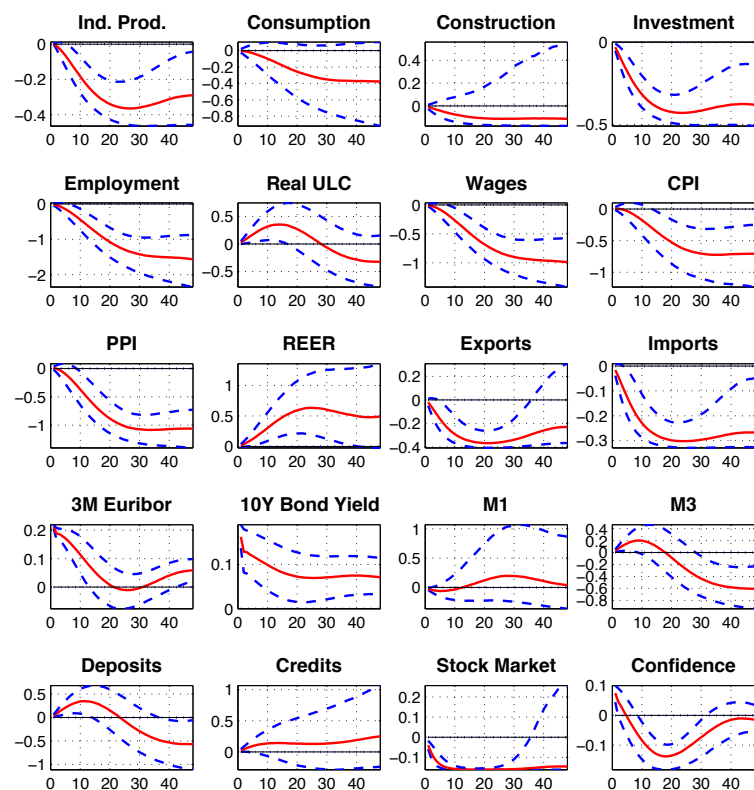 Ind. Prod. Consumption Construction Investment
0 −0.2 −0.4
0 −0.2 −0.4 −0.6 −0.8
0.4 0.2 0
0 −0.5
0 10 20 30 40 0 10 20 30 40 0 10 20 30 40 0 10 20 30 40
Employment Real ULC Wages CPI
0 −1 −2
0.5 0 −0.5
0 −0.5 −1
0 −0.5 −1
0 10 20 30 40 0 10 20 30 40 0 10 20 30 40 0 10 20 30 40
PPI REER Exports Imports
0 −0.5 −1
1 0.5 0
0.2 0 −0.2 −0.4
0 −0.1 −0.2 −0.3
0 10 20 30 40 0 10 20 30 40 0 10 20 30 40 0 10 20 30 40
3M Euribor 10Y Bond Yield M1 M3
0.2 0.1 0
0.1 0
1 0.5 0
0.4 0.2 0 −0.2 −0.4 −0.6 −0.8
0 10 20 30 40 0 10 20 30 40 0 10 20 30 40 0 10 20 30 40
Deposits Credits Stock Market Confidence
0.5 0 −0.5 −1
1 0.5 0
0.2 0.2 0 −0.1
0.1 0 −0.1
0 10 20 30 40 0 10 20 30 40 0 10 20 30 40 0 10 20 30 40